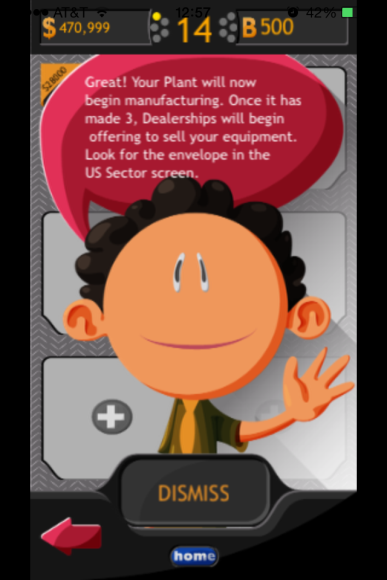 AT&T 12:57 42%
$ 470,999 14 B 500
$28000
Great! Your Plant will now
begin manufacturing. Once it has
made 3, Dealerships will begin
offering to sell your equipment.
Look for the envelope in the
US Sector screen.
DISMISS
home